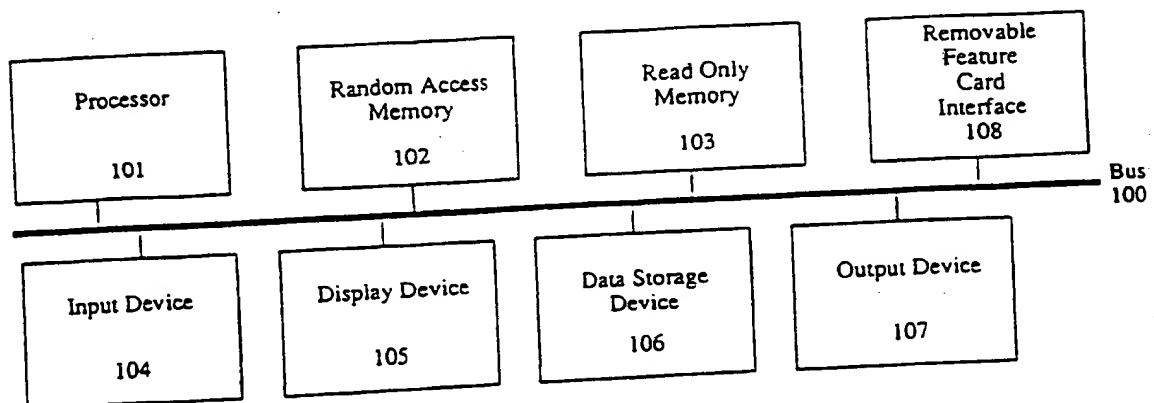 Processor
101
Random Access
Memory
102
Read Only
Memory
103
Removable
Feature
Card
Interface
108
Bus
100
Input Device
104
Display Device
105
Data Storage
Device
106
Output Device
107